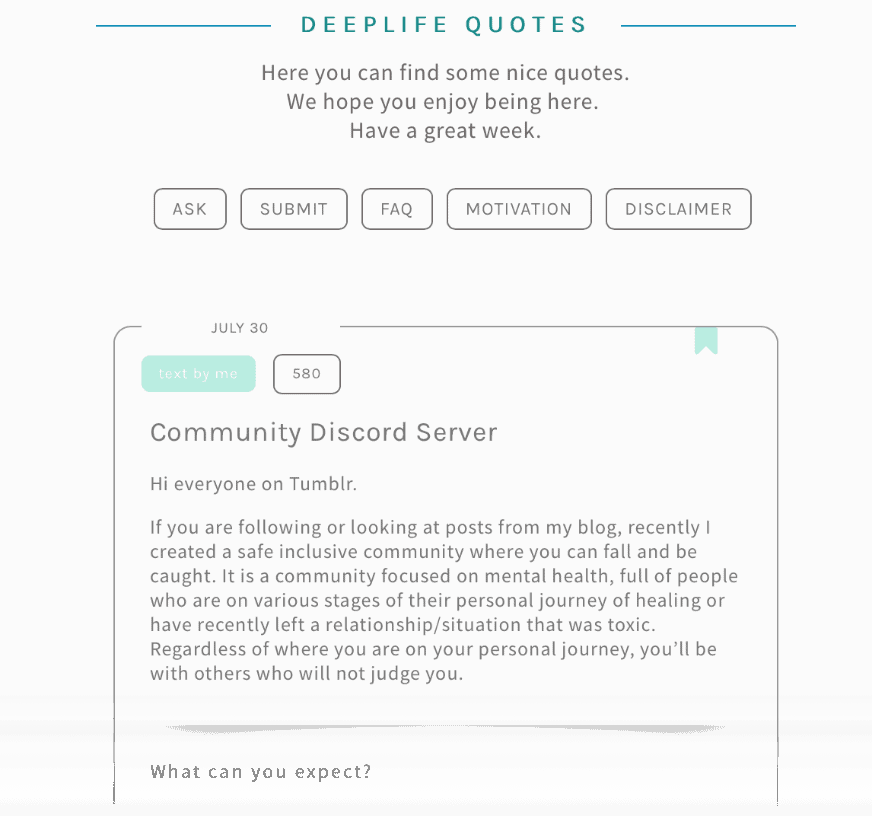 DEEPLIFE QUOTES
Here you can find some nice quotes.
We hope you enjoy being here.
Have a great week.
ASK SUBMIT FAQ MOTIVATION DISCLAIMER
JULY 30
text by me 580
Community Discord Server
Hi everyone on Tumblr.
If you are following or looking at posts from my blog, recently I
created a safe inclusive community where you can fall and be
caught. It is a community focused on mental health, full of people
who are on various stages of their personal journey of healing or
have recently left a relationship/situation that was toxic.
Regardless of where you are on your personal journey, you’ll be
with others who will not judge you.
What can you expect?